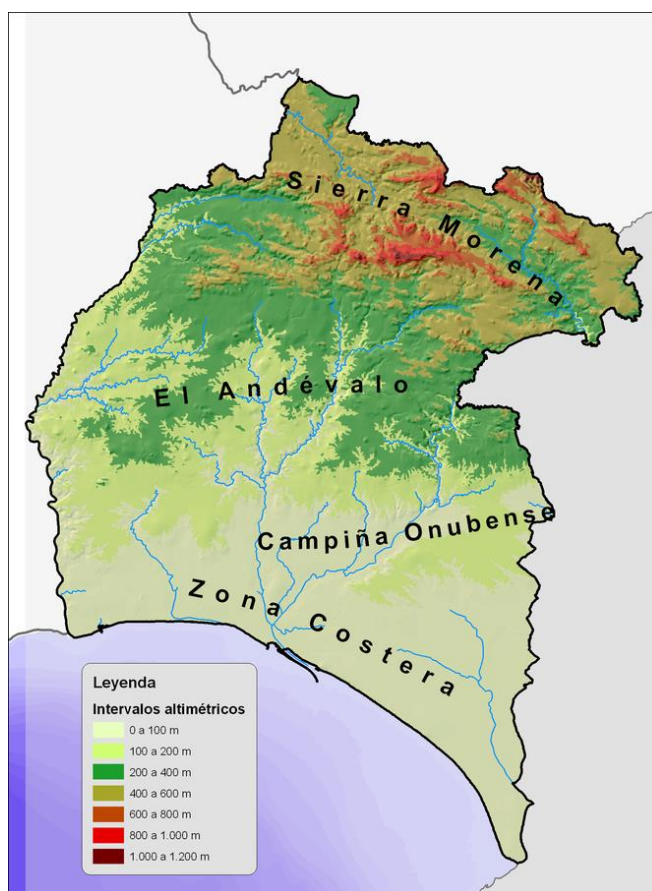 Sierra Morena
El Andévalo
Campiña Onubense
Zona Costera
Leyenda
Intervalos altimétricos
0 a 100 m
100 a 200 m
200 a 400 m
400 a 600 m
600 a 800 m
800 a 1.000 m
1.000 a 1.200 m